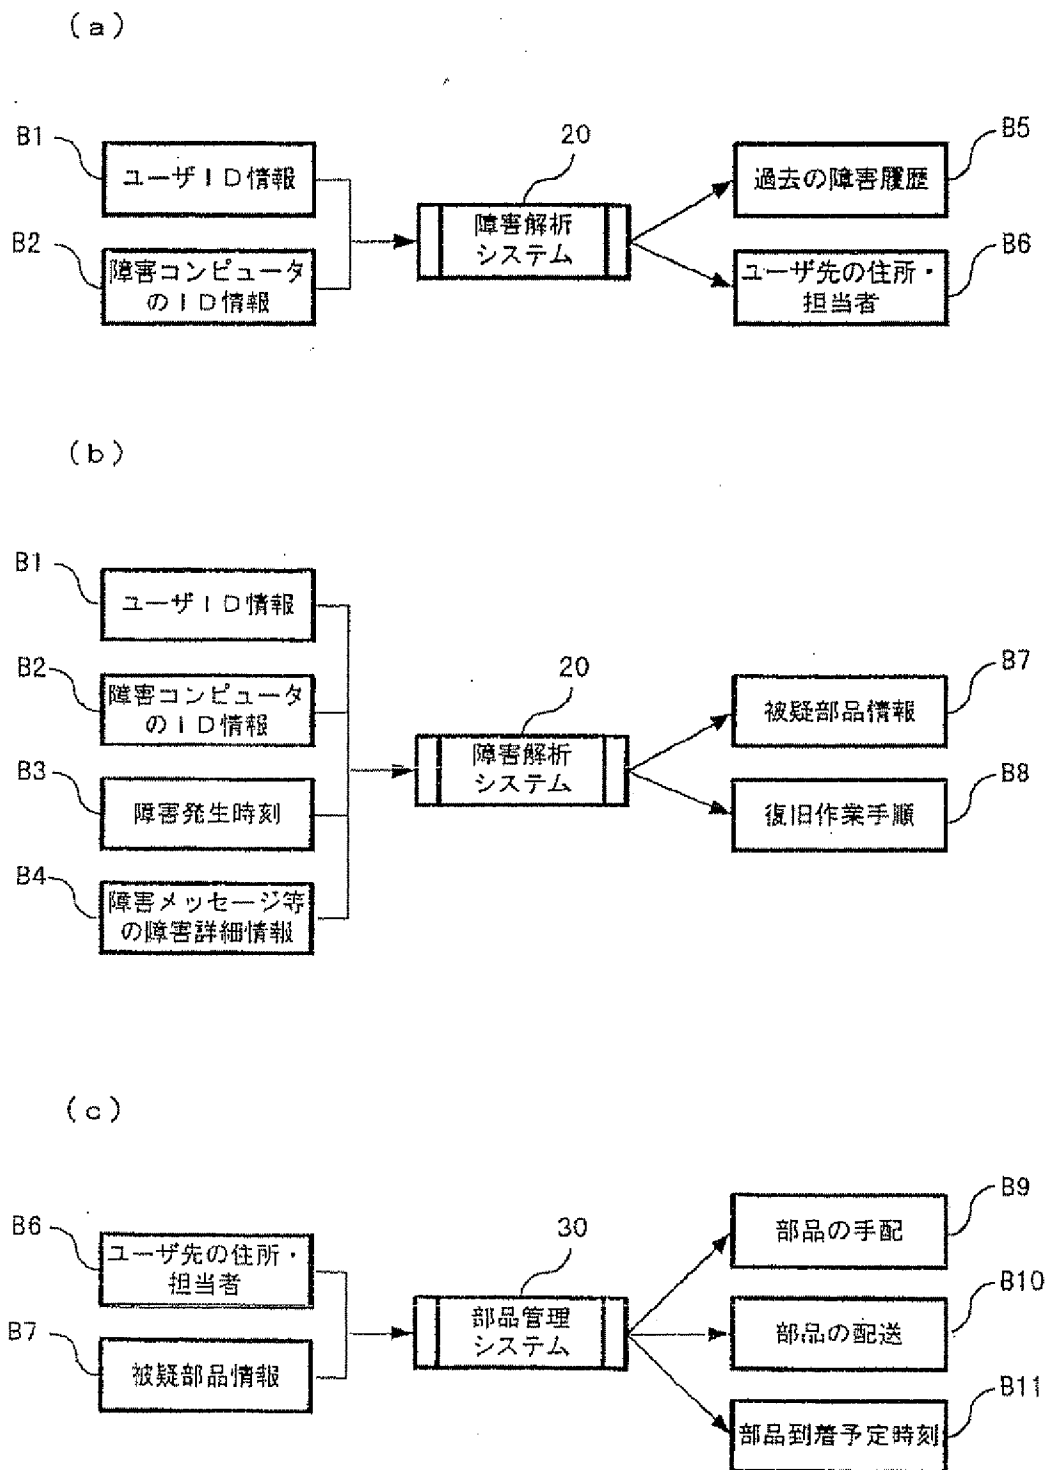 (a)
B1
ユーザID情報
B2
障害コンピュータ
のID情報
20
障害解析
システム
B5
過去の障害履歴
B6
ユーザ先の住所・
担当者
(b)
B1
ユーザID情報
B2
障害コンピュータ
のID情報
B3
障害発生時刻
B4
障害メッセージ等
の障害詳細情報
20
障害解析
システム
B7
被疑部品情報
B8
復旧作業手順
(c)
B6
ユーザ先の住所・
担当者
B7
被疑部品情報
30
部品管理
システム
B9
部品の手配
B10
部品の配送
B11
部品到着予定時刻